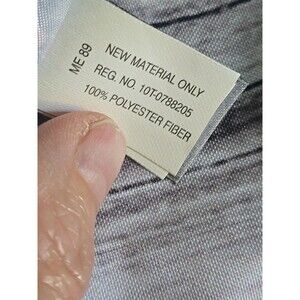 ME 89
NEW MATERIAL ONLY
REG. NO. 10T-0788205
100% POLYESTER FIBER